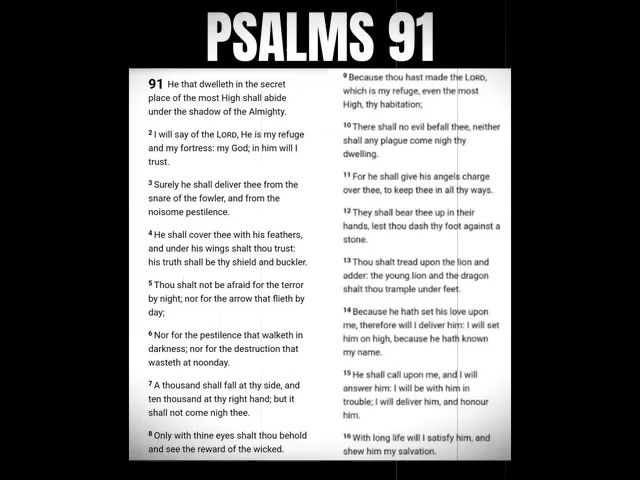 PSALMS 91
91 He that dwelleth in the secret
place of the most High shall abide
under the shadow of the Almighty.
2 I will say of the LORD, He is my refuge
and my fortress: my God; in him will I
trust.
3 Surely he shall deliver thee from the
snare of the fowler, and from the
noisome pestilence.
4 He shall cover thee with his feathers,
and under his wings shalt thou trust:
his truth shall be thy shield and buckler.
5 Thou shalt not be afraid for the terror
by night; nor for the arrow that flieth by
day;
6 Nor for the pestilence that walketh in
darkness; nor for the destruction that
wasteth at noonday.
7 A thousand shall fall at thy side, and
ten thousand at thy right hand; but it
shall not come nigh thee.
8 Only with thine eyes shalt thou behold
and see the reward of the wicked.
9 Because thou hast made the LORD,
which is my refuge, even the most
High, thy habitation;
10 There shall no evil befall thee, neither
shall any plague come nigh thy
dwelling.
11 For he shall give his angels charge
over thee, to keep thee in all thy ways.
12 They shall bear thee up in their
hands, lest thou dash thy foot against a
stone.
13 Thou shalt tread upon the lion and
adder: the young lion and the dragon
shalt thou trample under feet.
14 Because he hath set his love upon
me, therefore will I deliver him: I will set
him on high, because he hath known
my name.
15 He shall call upon me, and I will
answer him: I will be with him in
trouble; I will deliver him, and honour
him.
16 With long life will I satisfy him, and
shew him my salvation.